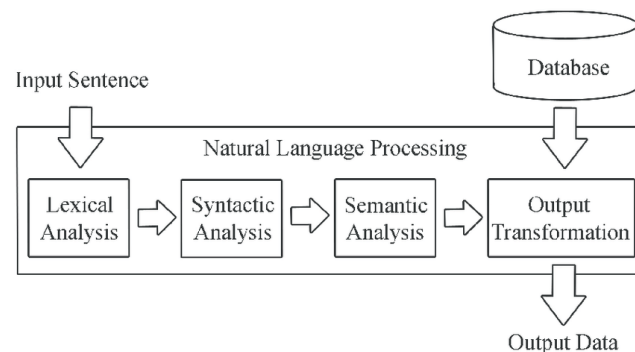 Database
Input Sentence
Natural Language Processing
Lexical
Analysis
Syntactic
Analysis
Semantic
Analysis
Output
Transformation
Output Data